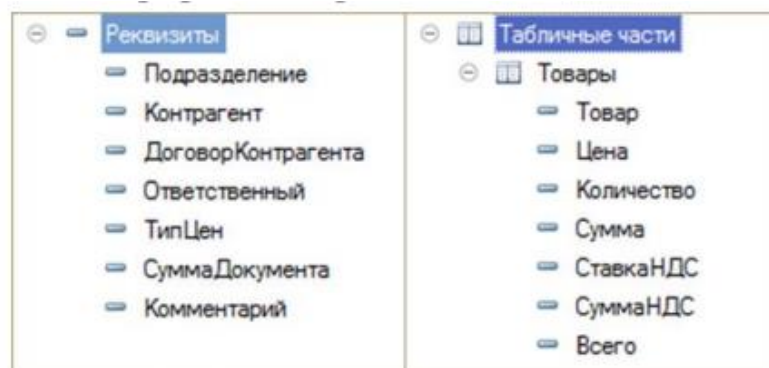 Реквизиты
Подразделение
Контрагент
ДоговорКонтрагента
Ответственный
ТипЦен
СуммаДокумента
Комментарий
Табличные части
Товары
Товар
Цена
Количество
Сумма
СтавкаНДС
СуммаНДС
Всего